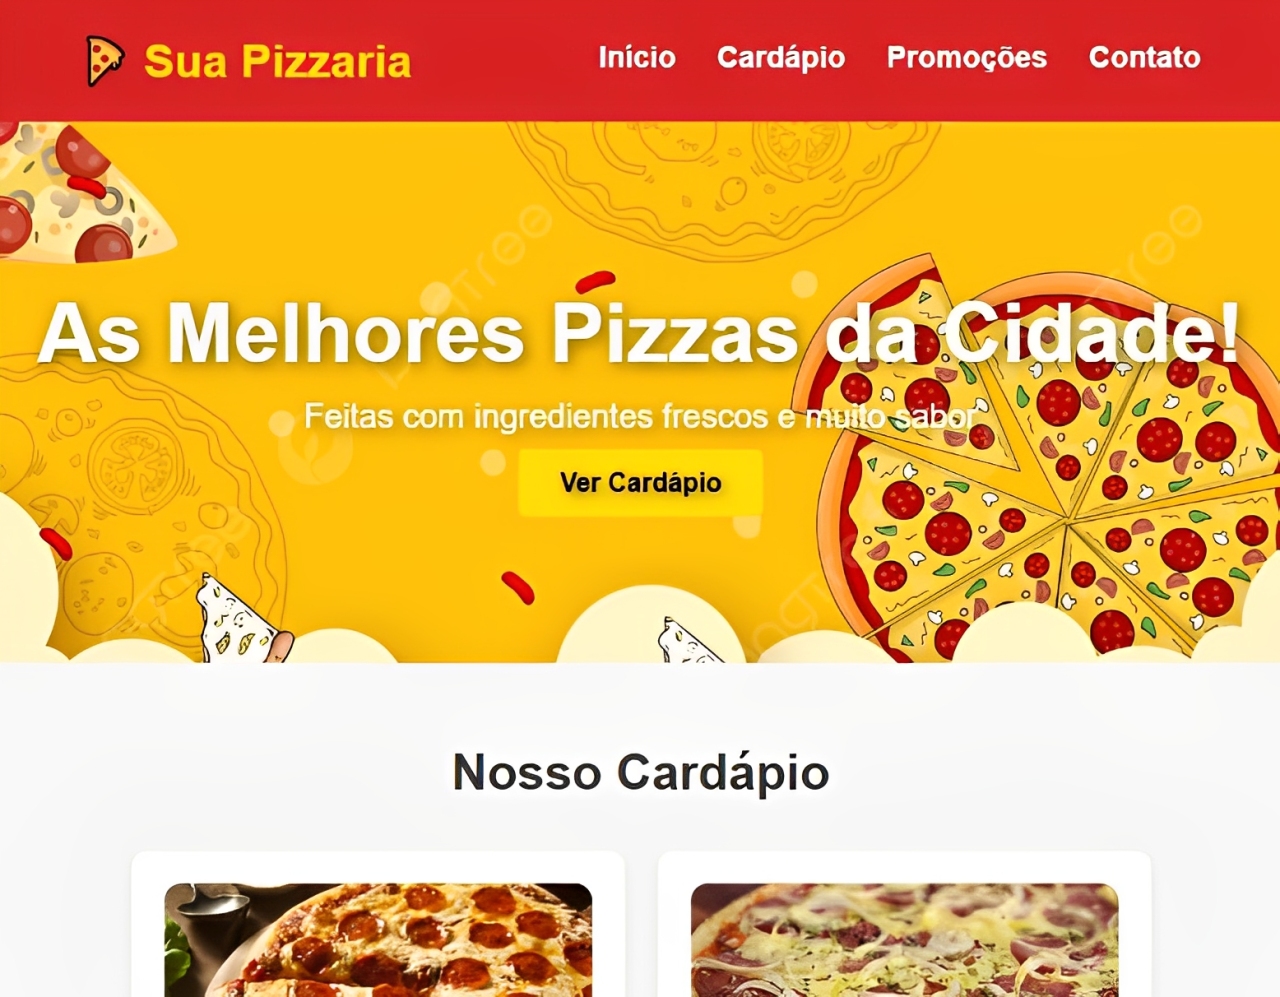 Sua Pizzaria
Início Cardápio Promoções Contato
As Melhores Pizzas da Cidade!
Feitas com ingredientes frescos e muito sabor
Ver Cardápio
Nosso Cardápio